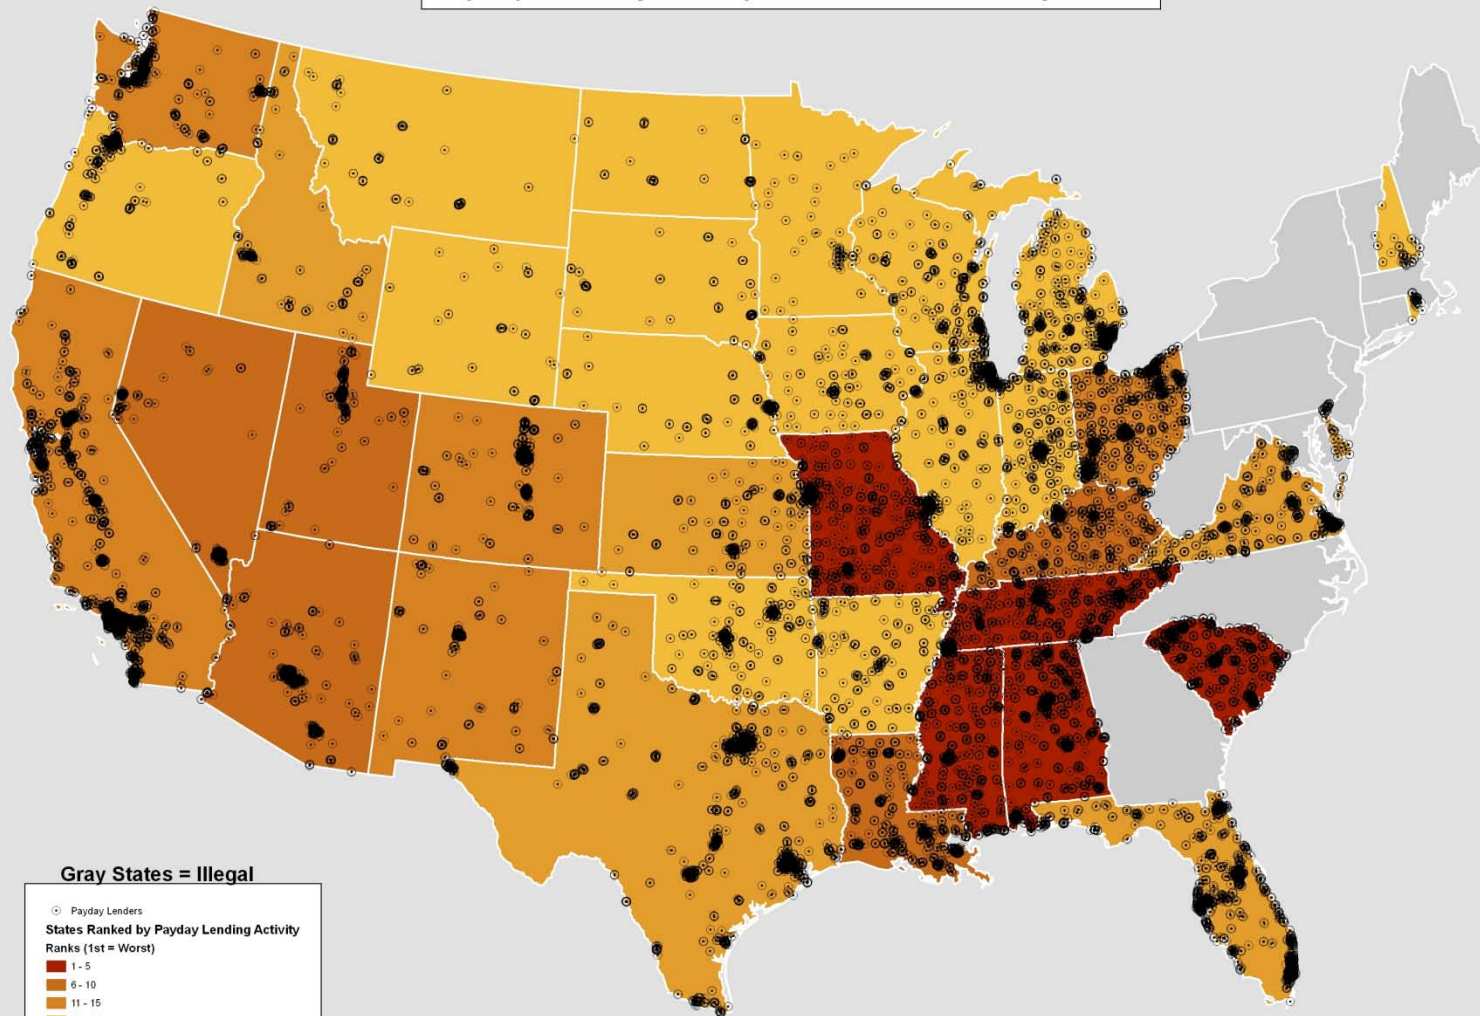 Gray States = Illegal
Payday Lenders
States Ranked by Payday Lending Activity
Ranks (1st = Worst)
1 - 5
6 - 10
11 - 15